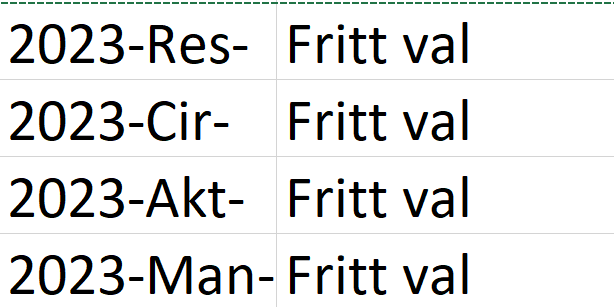 2023-Res- Fritt val
2023-Cir- Fritt val
2023-Akt- Fritt val
2023-Man- Fritt val